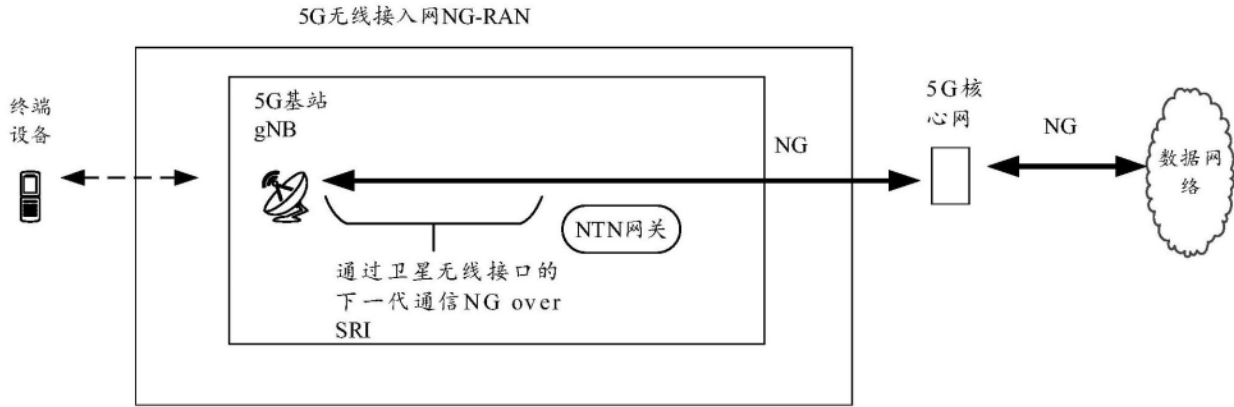 5G无线接入网NG-RAN
终端
设备
5G基站
gNB
NG
5G核
心网
NG
数据网
络
NTN网关
通过卫星无线接口的
下一代通信NG over
SRI